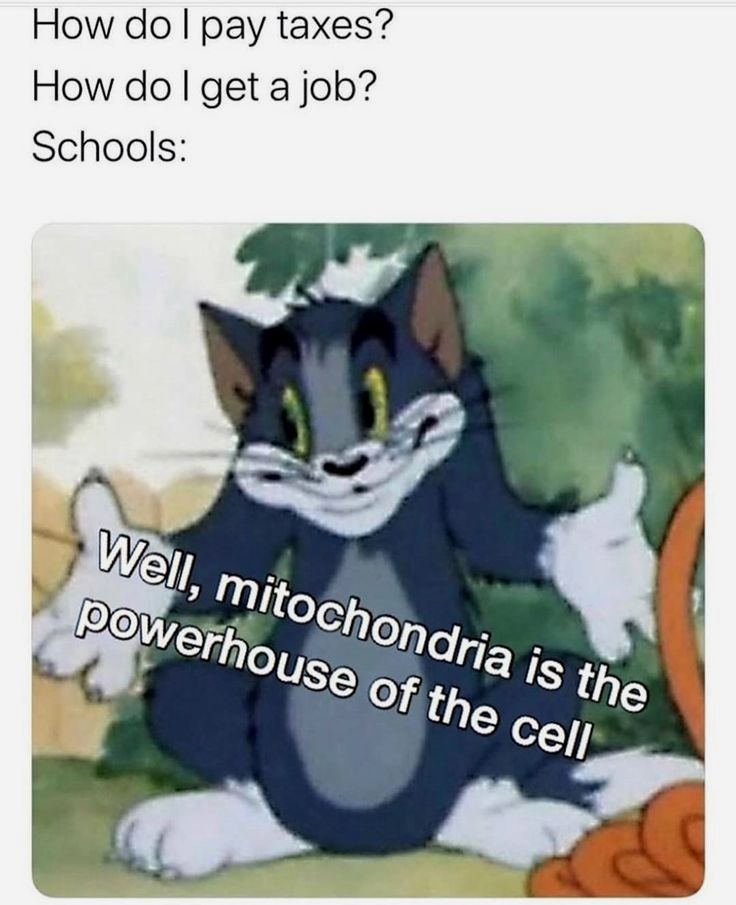 How do I pay taxes?
How do I get a job?
Schools:
Well, mitochondria is the
powerhouse of the cell